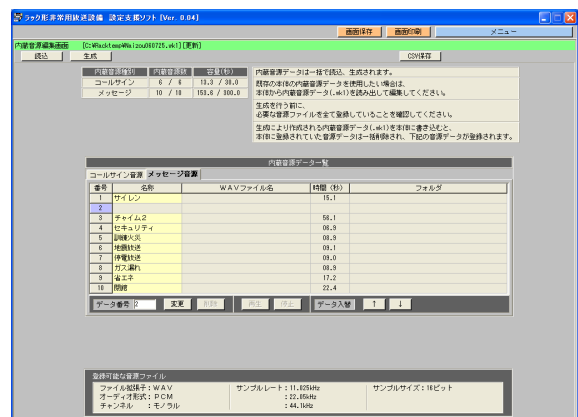 ラック形非常用放送設備 設定支援ソフト [Ver. 0.04]
画面保存 画面印刷 メニュー
内蔵音源編集画面 [C:¥Racktemp¥Naizou060725.wk1][更新]
読込 生成 CSV保存
内蔵音源種別 内蔵音源数 容量(秒)
コールサイン 6 / 6 13.3 / 30.0
メッセージ 10 / 10 153.6 / 300.0
内蔵音源データは一括で読込、生成されます。
既存の本体の内蔵音源データを使用したい場合は、
本体から内蔵音源データ(.wk1)を読み出して編集してください。
生成を行う前に、
必要な音源ファイルを全て登録していることを確認してください。
生成により作成される内蔵音源データ(.wk1)を本体に書き込むと、
本体に登録されていた音源データは一括削除され、下記の音源データが登録されます。
内蔵音源データ一覧
コールサイン音源 メッセージ音源
番号 名称 WAVファイル名 時間(秒) フォルダ
1 サイレン 15.1
2
3 チャイム2 56.1
4 セキュリティ 06.9
5 訓練火災 08.9
6 地震放送 09.1
7 停電放送 09.0
8 ガス漏れ 08.9
9 省エネ 17.2
10 閉館 22.4
データ番号 2 変更 削除 再生 停止 データ入替 ↑ ↓
登録可能な音源ファイル
ファイル拡張子:WAV サンプルレート:11.025kHz サンプルサイズ:16ビット
オーディオ形式:PCM :22.05kHz
チャンネル :モノラル :44.1kHz